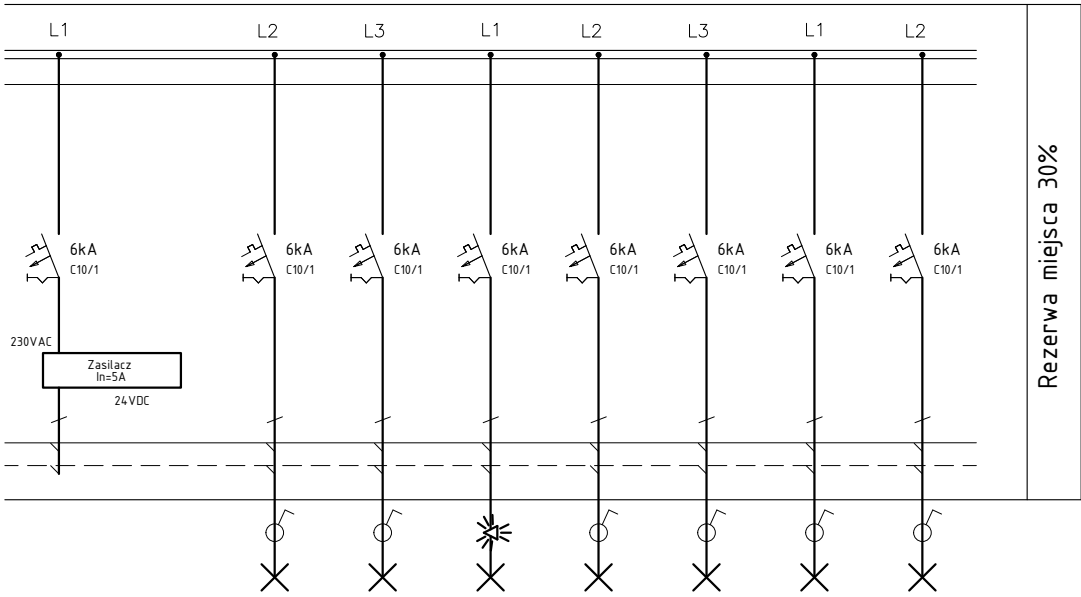 L1 L2 L3 L1 L2 L3 L1 L2
6kA 6kA 6kA 6kA 6kA 6kA 6kA 6kA
C10/1 C10/1 C10/1 C10/1 C10/1 C10/1 C10/1 C10/1
230VAC
Zasilacz
In=5A
24VDC
Rezerwa miejsca 30%